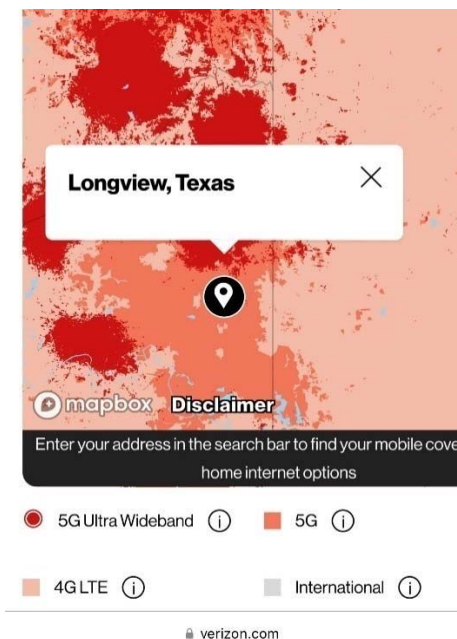 Longview, Texas
mapbox Disclaimer
Enter your address in the search bar to find your mobile cove
home internet options
5G Ultra Wideband
5G
4G LTE
International
verizon.com